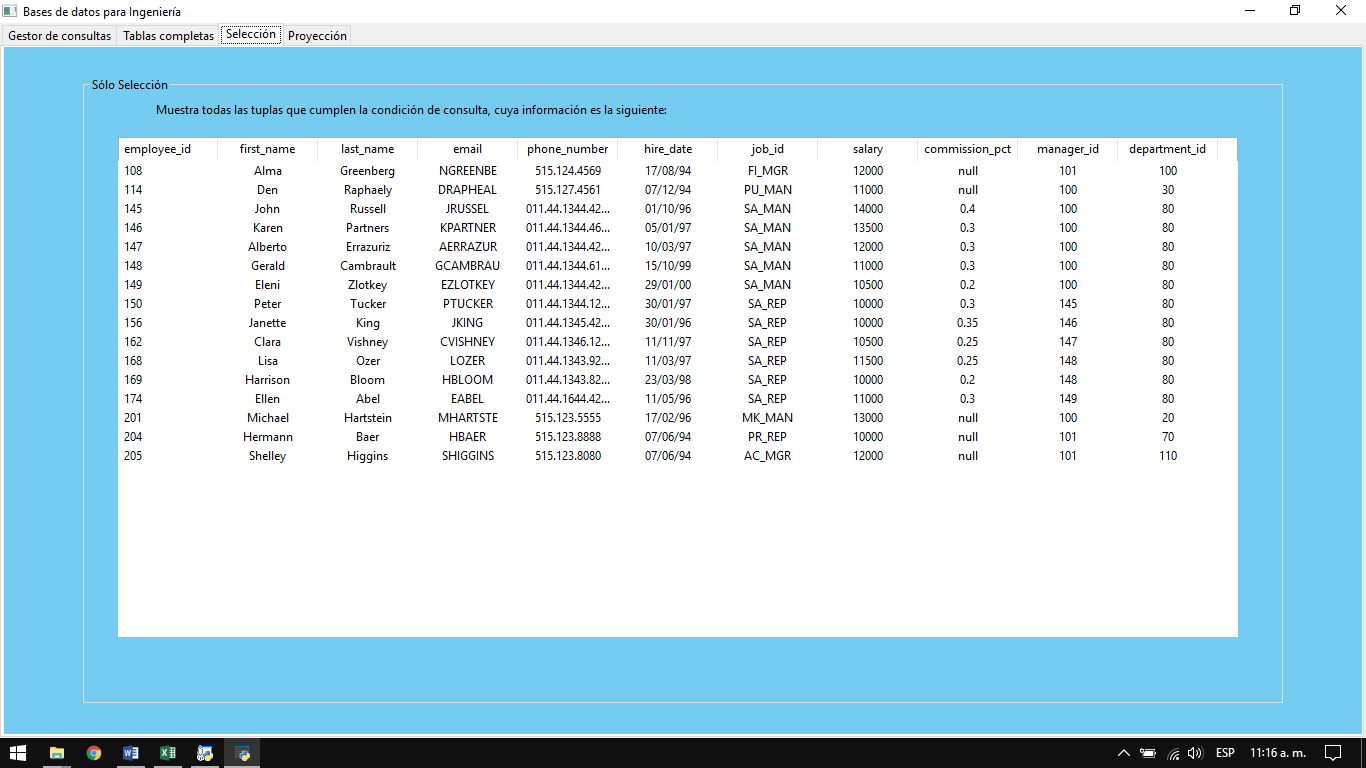 Bases de datos para Ingeniería
Gestor de consultas Tablas completas Selección Proyección
Sólo Selección
Muestra todas las tuplas que cumplen la condición de consulta, cuya información es la siguiente:
employee_id first_name last_name email phone_number hire_date job_id salary commission_pct manager_id department_id
108 Alma Greenberg NGREENBE 515.124.4569 17/08/94 FI_MGR 12000 null 101 100
114 Den Raphaely DRAPHEAL 515.127.4561 07/12/94 PU_MAN 11000 null 100 30
145 John Russell JRUSSEL 011.44.1344.42... 01/10/96 SA_MAN 14000 0.4 100 80
146 Karen Partners KPARTNER 011.44.1344.46... 05/01/97 SA_MAN 13500 0.3 100 80
147 Alberto Errazuriz AERRAZUR 011.44.1344.42... 10/03/97 SA_MAN 12000 0.3 100 80
148 Gerald Cambrault GCAMBRAU 011.44.1344.61... 15/10/99 SA_MAN 11000 0.3 100 80
149 Eleni Zlotkey EZLOTKEY 011.44.1344.42... 29/01/00 SA_MAN 10500 0.2 100 80
150 Peter Tucker PTUCKER 011.44.1344.12... 30/01/97 SA_REP 10000 0.3 145 80
156 Janette King JKING 011.44.1345.42... 30/01/96 SA_REP 10000 0.35 146 80
162 Clara Vishney CVISHNEY 011.44.1346.12... 11/11/97 SA_REP 10500 0.25 147 80
168 Lisa Ozer LOZER 011.44.1343.92... 11/03/97 SA_REP 11500 0.25 148 80
169 Harrison Bloom HBLOOM 011.44.1343.82... 23/03/98 SA_REP 10000 0.2 148 80
174 Ellen Abel EABEL 011.44.1644.42... 11/05/96 SA_REP 11000 0.3 149 80
201 Michael Hartstein MHARTSTE 515.123.5555 17/02/96 MK_MAN 13000 null 100 20
204 Hermann Baer HBAER 515.123.8888 07/06/94 PR_REP 10000 null 101 70
205 Shelley Higgins SHIGGINS 515.123.8080 07/06/94 AC_MGR 12000 null 101 110
ESP 11:16 a. m.